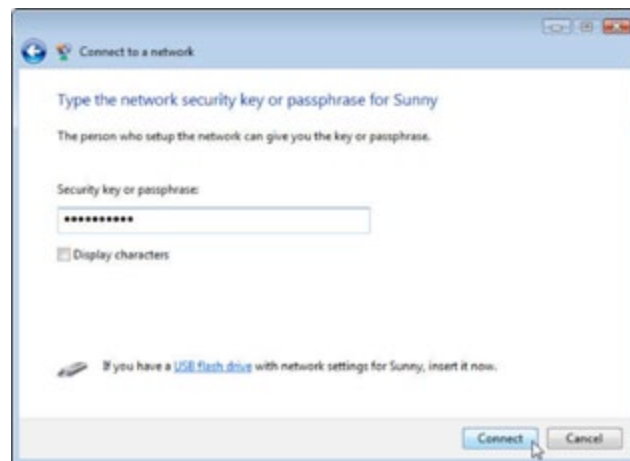 Connect to a network
Type the network security key or passphrase for Sunny
The person who setup the network can give you the key or passphrase.
Security key or passphrase:
••••••••••
Display characters
If you have a USB flash drive with network settings for Sunny, insert it now.
Connect Cancel